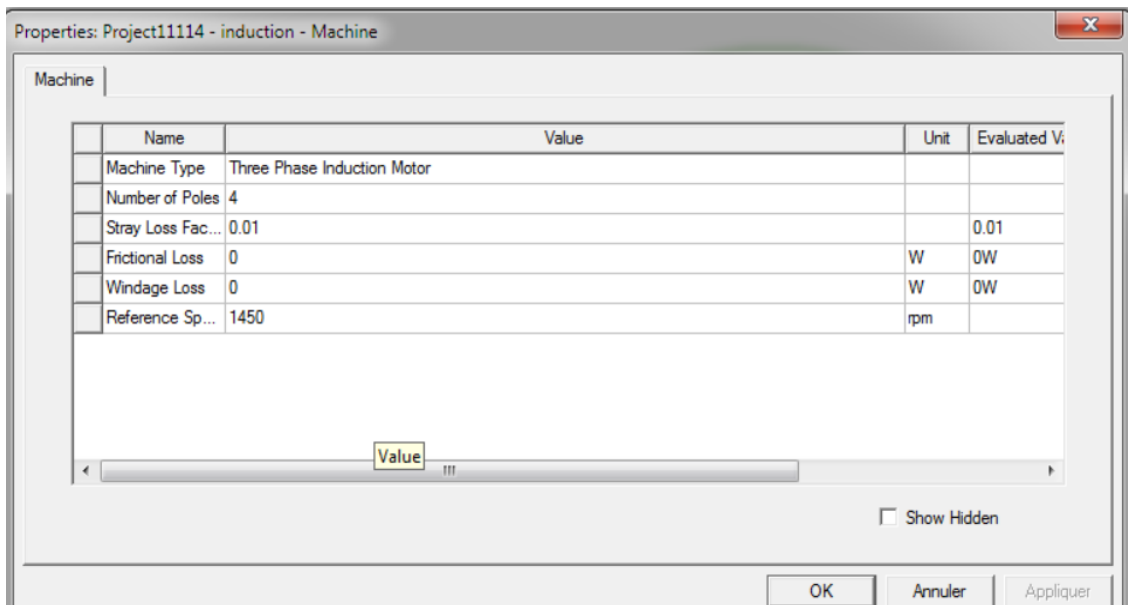 Properties: Project11114 - induction - Machine
Machine
Name Value Unit Evaluated Va
Machine Type Three Phase Induction Motor
Number of Poles 4
Stray Loss Fac... 0.01 0.01
Frictional Loss 0 W 0W
Windage Loss 0 W 0W
Reference Sp... 1450 rpm
Value
Show Hidden
OK Annuler Appliquer